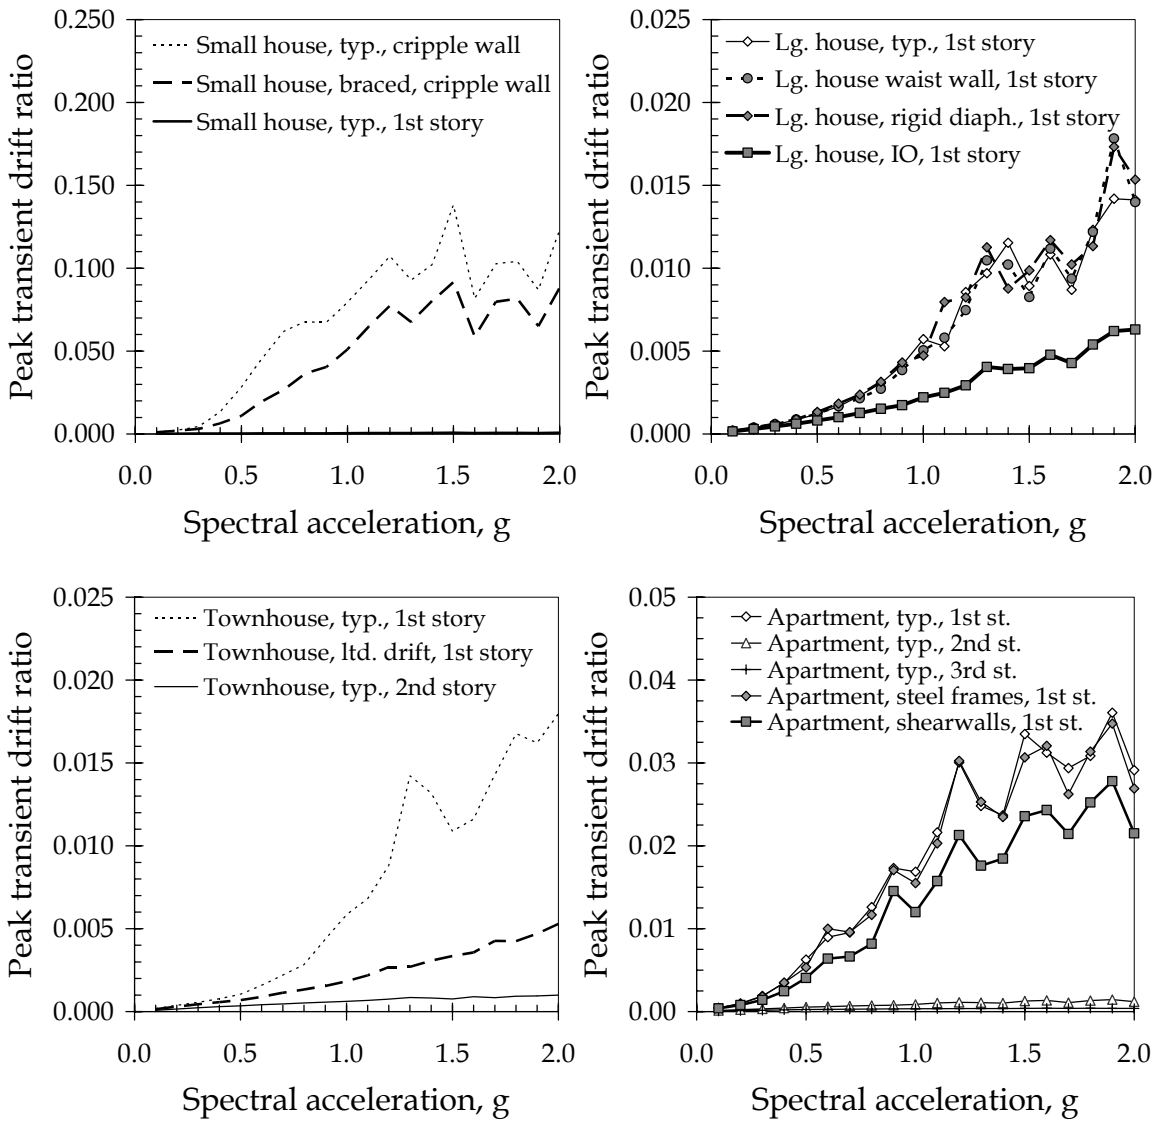 Peak transient drift ratio
0.250
0.200
0.150
0.100
0.050
0.000
Small house, typ., cripple wall
Small house, braced, cripple wall
Small house, typ., 1st story
0.0 0.5 1.0 1.5 2.0
Spectral acceleration, g
Peak transient drift ratio
0.025
0.020
0.015
0.010
0.005
0.000
Lg. house, typ., 1st story
Lg. house waist wall, 1st story
Lg. house, rigid diaph., 1st story
Lg. house, IO, 1st story
0.0 0.5 1.0 1.5 2.0
Spectral acceleration, g
Peak transient drift ratio
0.025
0.020
0.015
0.010
0.005
0.000
Townhouse, typ., 1st story
Townhouse, ltd. drift, 1st story
Townhouse, typ., 2nd story
0.0 0.5 1.0 1.5 2.0
Spectral acceleration, g
Peak transient drift ratio
0.05
0.04
0.03
0.02
0.01
0.00
Apartment, typ., 1st st.
Apartment, typ., 2nd st.
Apartment, typ., 3rd st.
Apartment, steel frames, 1st st.
Apartment, shearwalls, 1st st.
0.0 0.5 1.0 1.5 2.0
Spectral acceleration, g